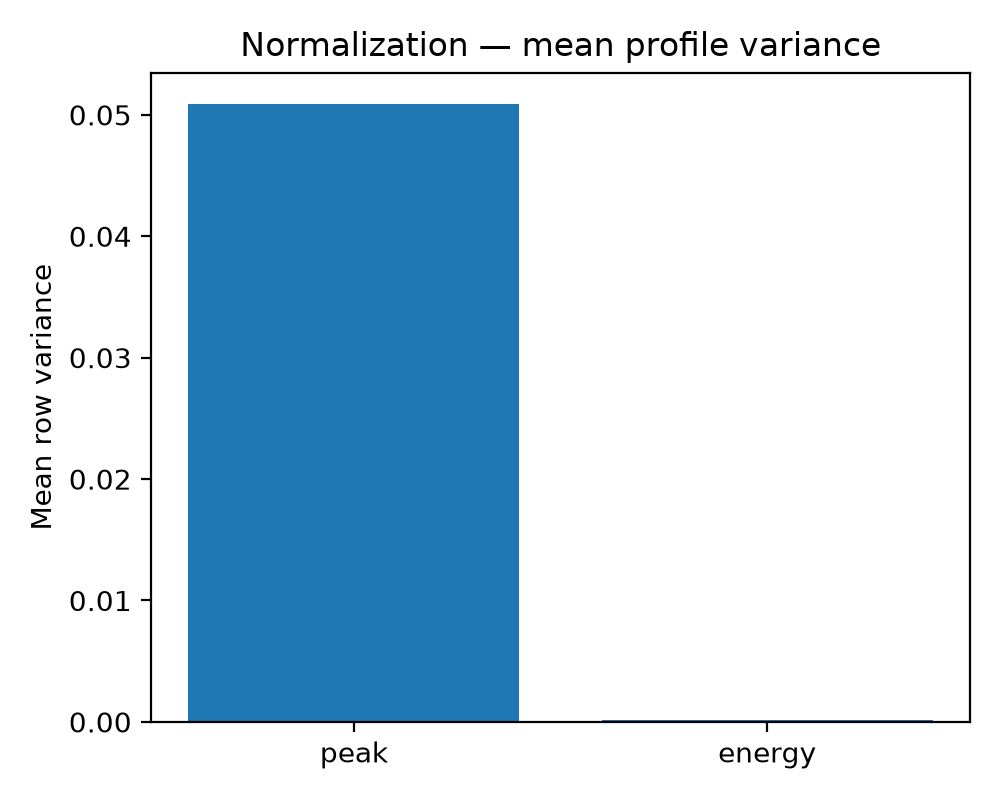 Normalization — mean profile variance
Mean row variance
0.05
0.04
0.03
0.02
0.01
0.00
peak
energy